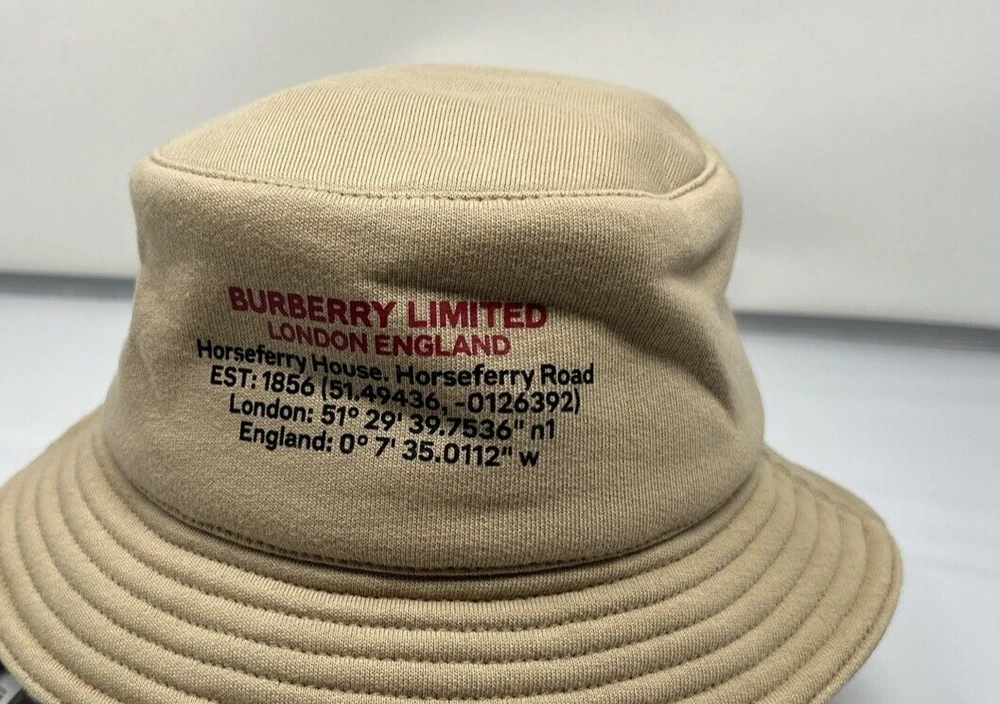 BURBERRY LIMITED
LONDON ENGLAND
Horseferry House. Horseferry Road
EST: 1856 (51.49436, -0126392)
London: 51° 29' 39.7536" n1
England: 0° 7' 35.0112" w